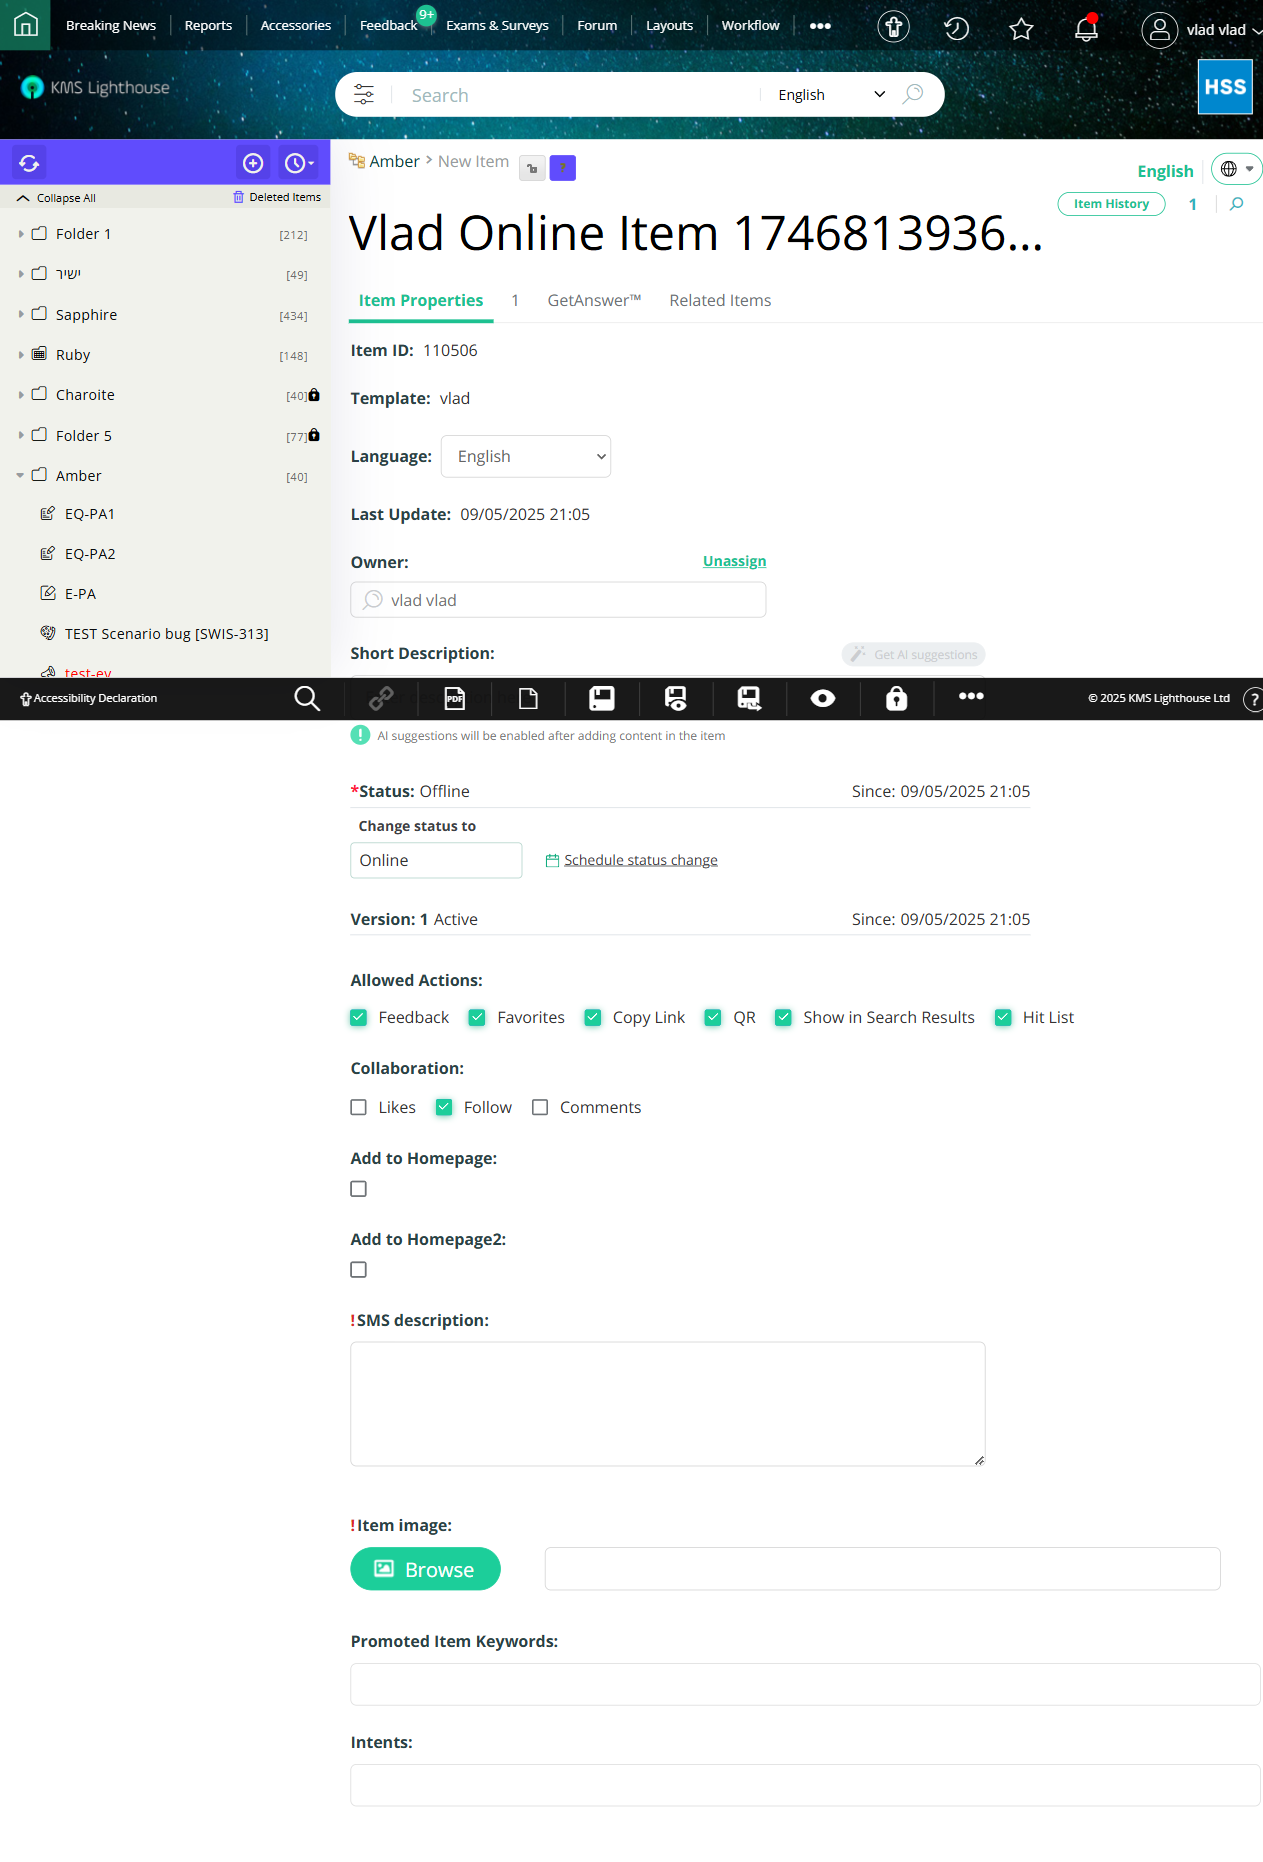 Breaking News
Reports
Accessories
Feedback
9+
Exams & Surveys
Forum
Layouts
Workflow
•••
vlad vlad
KMS Lighthouse
Search
English
HSS
Collapse All
Deleted Items
Folder 1 [212]
ישיר [49]
Sapphire [434]
Ruby [148]
Charoite [40]
Folder 5 [77]
Amber [40]
EQ-PA1
EQ-PA2
E-PA
TEST Scenario bug [SWIS-313]
test-ev
Amber > New Item
English
Item History 1
Vlad Online Item 1746813936...
Item Properties 1 GetAnswer™ Related Items
Item ID: 110506
Template: vlad
Language: English
Last Update: 09/05/2025 21:05
Owner: Unassign
vlad vlad
Short Description: Get AI suggestions
Accessibility Declaration
PDF
•••
© 2025 KMS Lighthouse Ltd ?
! AI suggestions will be enabled after adding content in the item
*Status: Offline Since: 09/05/2025 21:05
Change status to
Online Schedule status change
Version: 1 Active Since: 09/05/2025 21:05
Allowed Actions:
Feedback Favorites Copy Link QR Show in Search Results Hit List
Collaboration:
Likes Follow Comments
Add to Homepage:
Add to Homepage2:
!SMS description:
!Item image:
Browse
Promoted Item Keywords:
Intents: